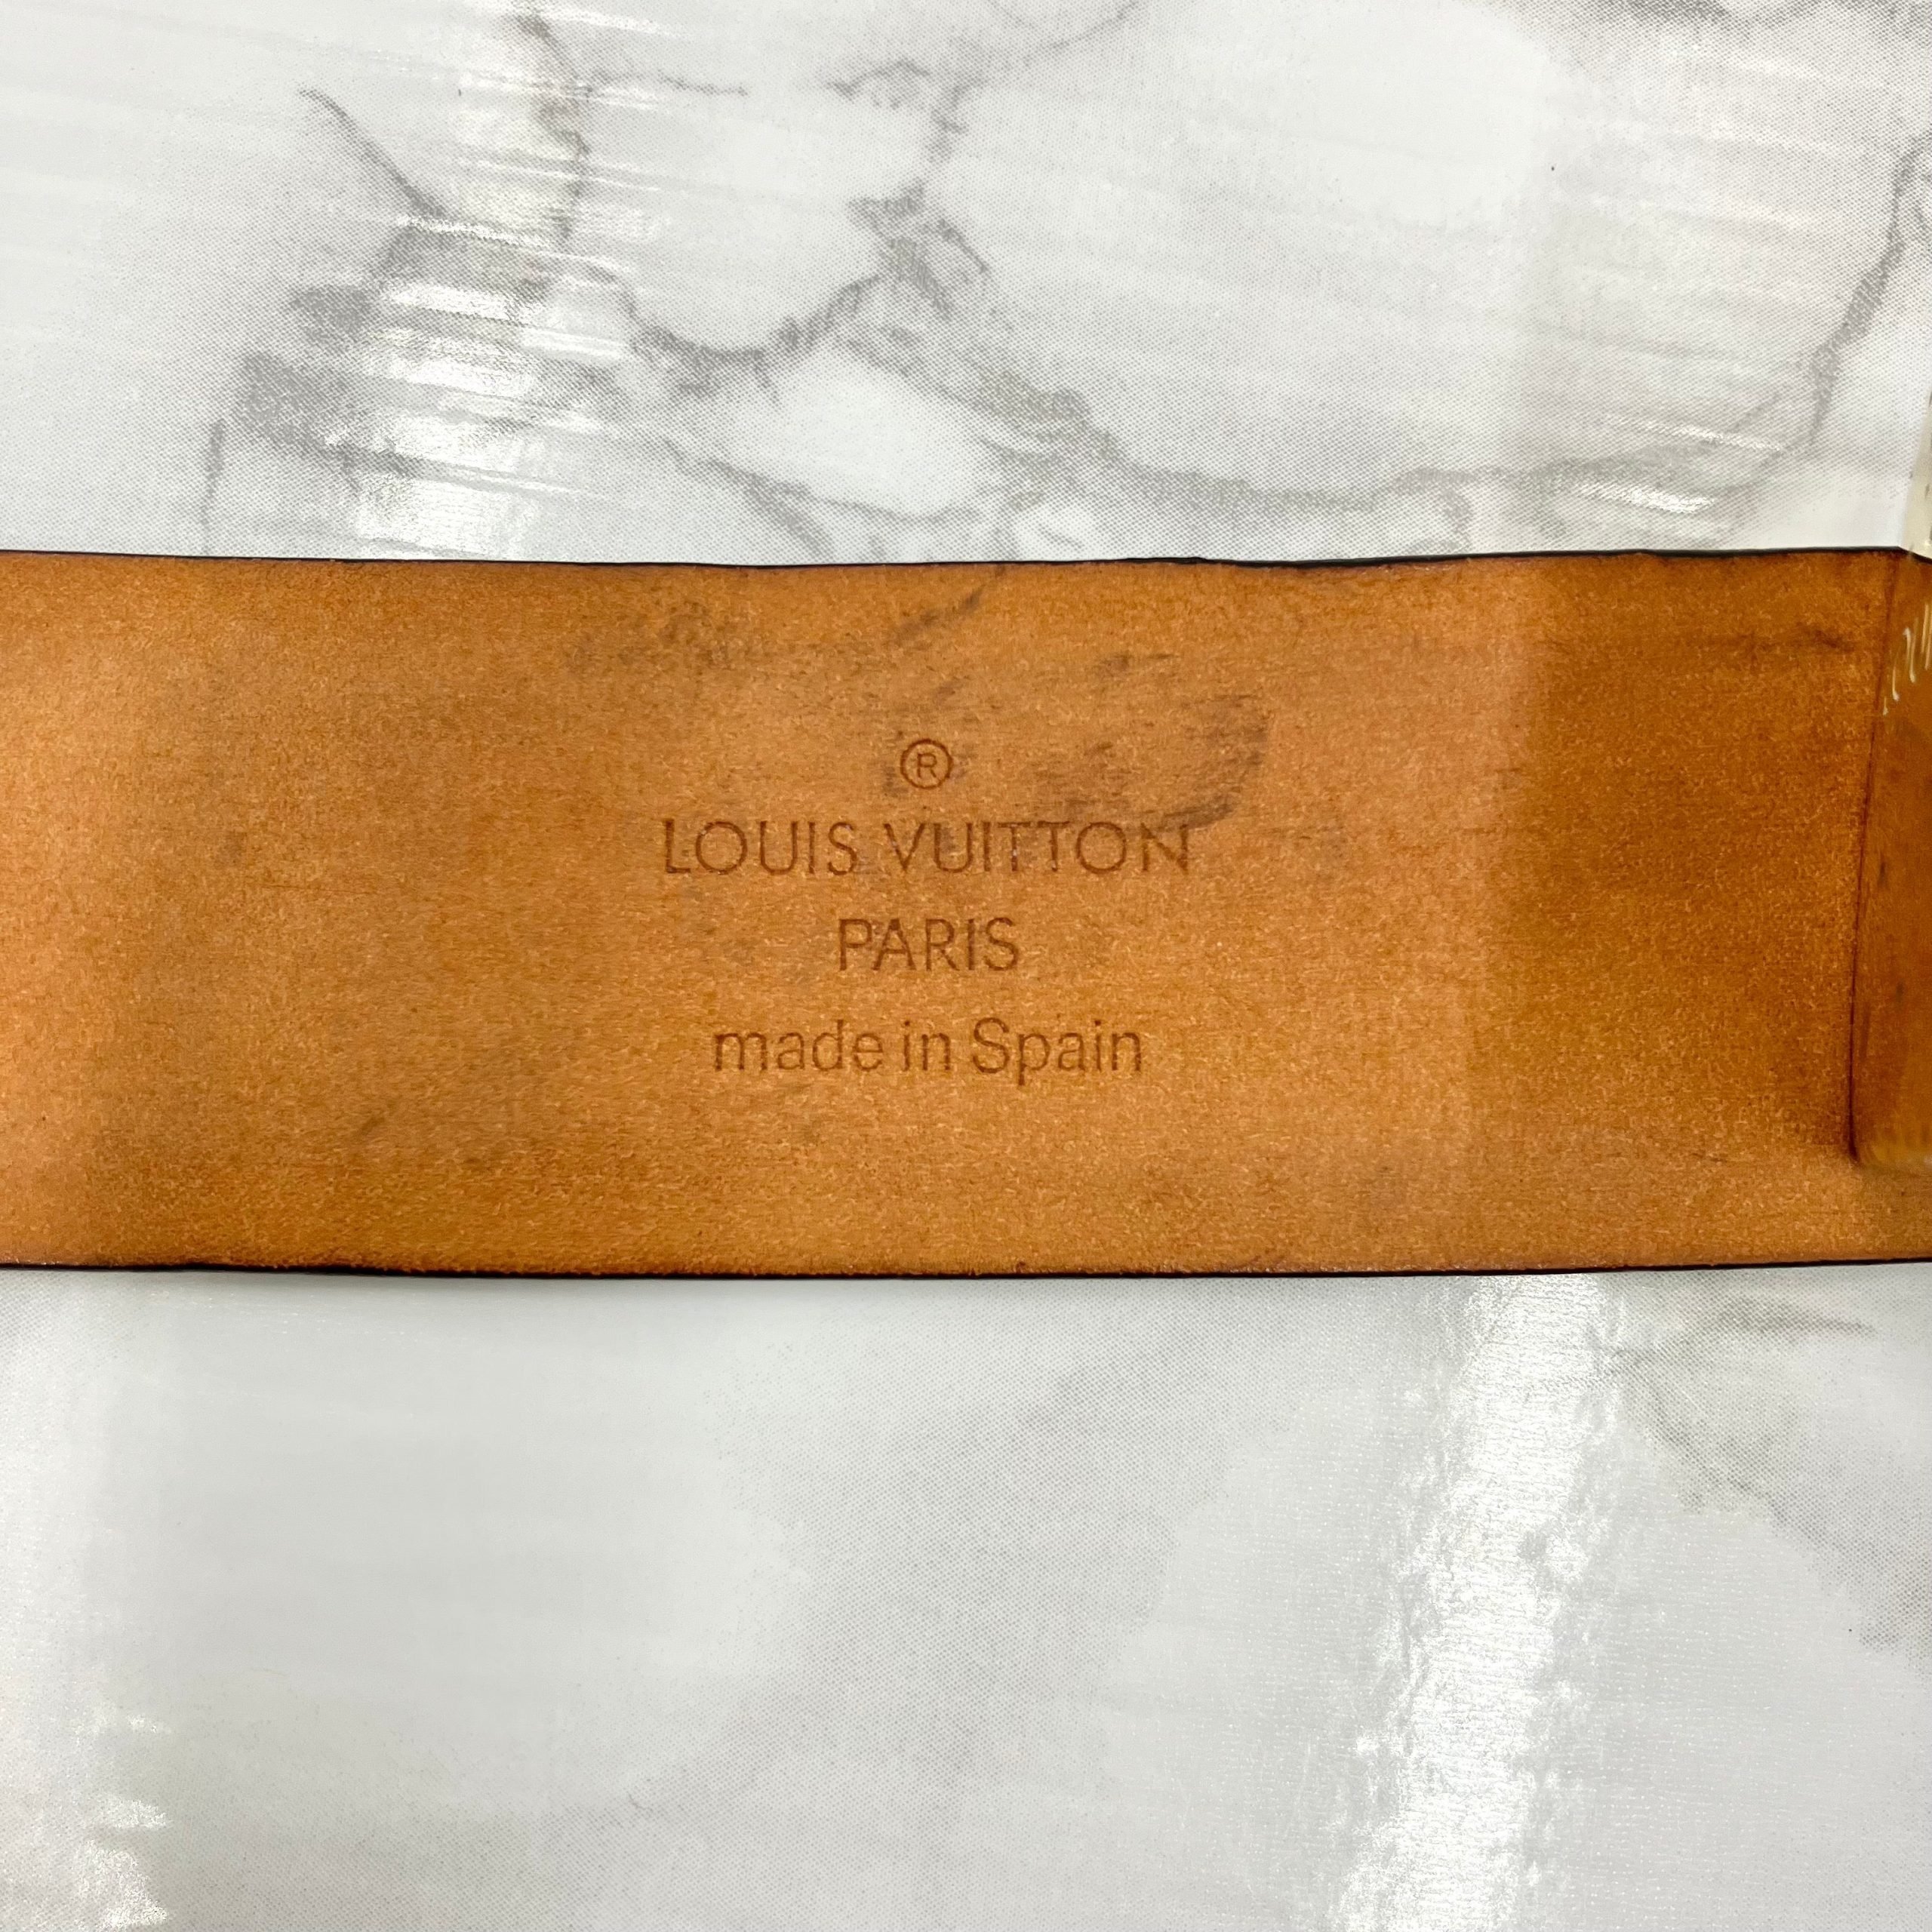 ®
LOUIS VUITTON
PARIS
made in Spain